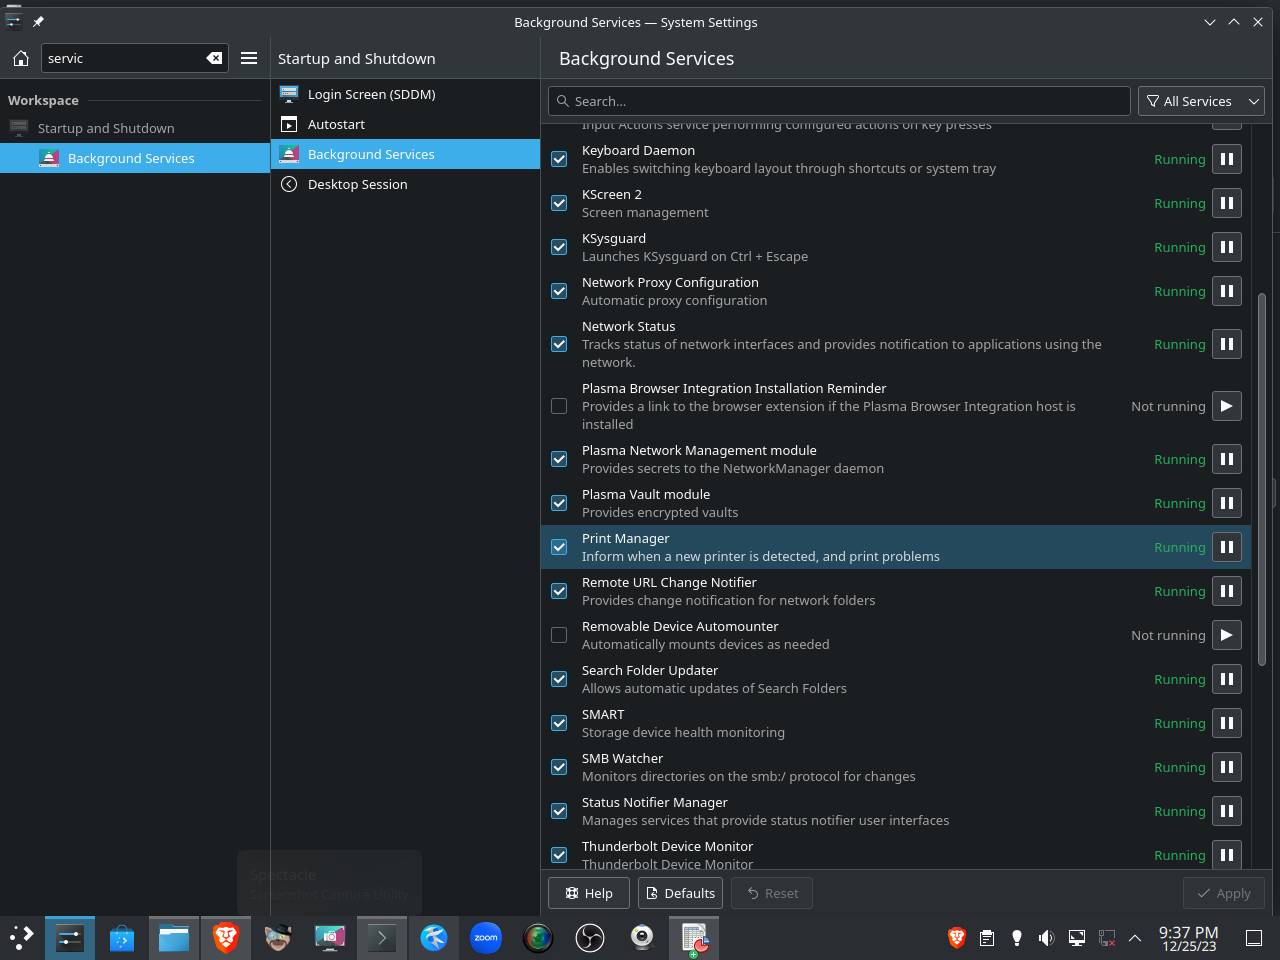 Background Services — System Settings
servic
Startup and Shutdown
Background Services
Workspace
Startup and Shutdown
Background Services
Login Screen (SDDM)
Autostart
Background Services
Desktop Session
Search...
All Services
Input Actions service performing configured actions on key presses
Keyboard Daemon
Enables switching keyboard layout through shortcuts or system tray
Running
KScreen 2
Screen management
Running
KSysguard
Launches KSysguard on Ctrl + Escape
Running
Network Proxy Configuration
Automatic proxy configuration
Running
Network Status
Tracks status of network interfaces and provides notification to applications using the
network.
Running
Plasma Browser Integration Installation Reminder
Provides a link to the browser extension if the Plasma Browser Integration host is
installed
Not running
Plasma Network Management module
Provides secrets to the NetworkManager daemon
Running
Plasma Vault module
Provides encrypted vaults
Running
Print Manager
Inform when a new printer is detected, and print problems
Running
Remote URL Change Notifier
Provides change notification for network folders
Running
Removable Device Automounter
Automatically mounts devices as needed
Not running
Search Folder Updater
Allows automatic updates of Search Folders
Running
SMART
Storage device health monitoring
Running
SMB Watcher
Monitors directories on the smb:/ protocol for changes
Running
Status Notifier Manager
Manages services that provide status notifier user interfaces
Running
Thunderbolt Device Monitor
Thunderbolt Device Monitor
Running
Spectacle
Screenshot Capture Utility
Help
Defaults
Reset
Apply
zoom
9:37 PM
12/25/23